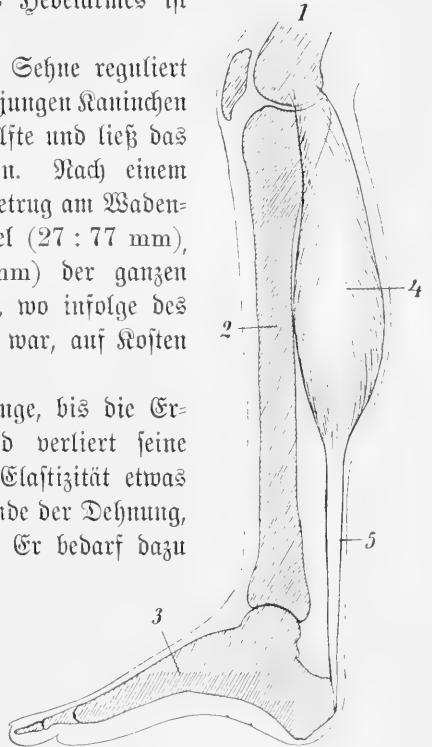 Hebelarmes ist
Sehne reguliert
jungen Kaninchen
lfte und ließ das
n. Nach einem
etrug am Waden-
el (27 : 77 mm),
mm) der ganzen
, wo infolge des
war, auf Kosten
nge, bis die Er-
d verliert seine
Elastizität etwas
nde der Dehnung,
Er bedarf dazu
1
2
3
4
5